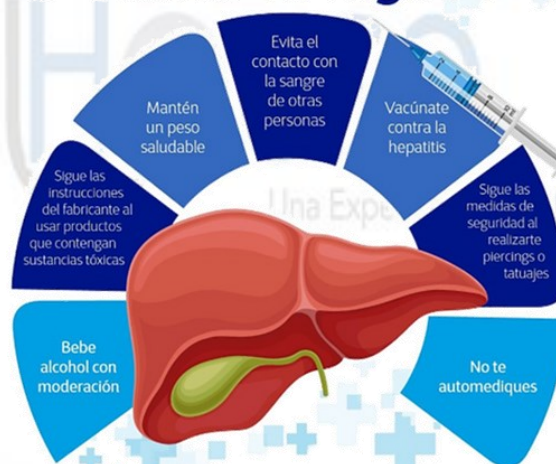 Evita el
contacto con
la sangre
de otras
personas
Mantén
un peso
saludable
Vacúnate
contra la
hepatitis
Sigue las
instrucciones
del fabricante al
usar productos
que contengan
sustancias tóxicas
Sigue las
medidas de
seguridad al
realizarte
piercings o
tatuajes
Una
Bebe
alcohol con
moderación
No te
automediques